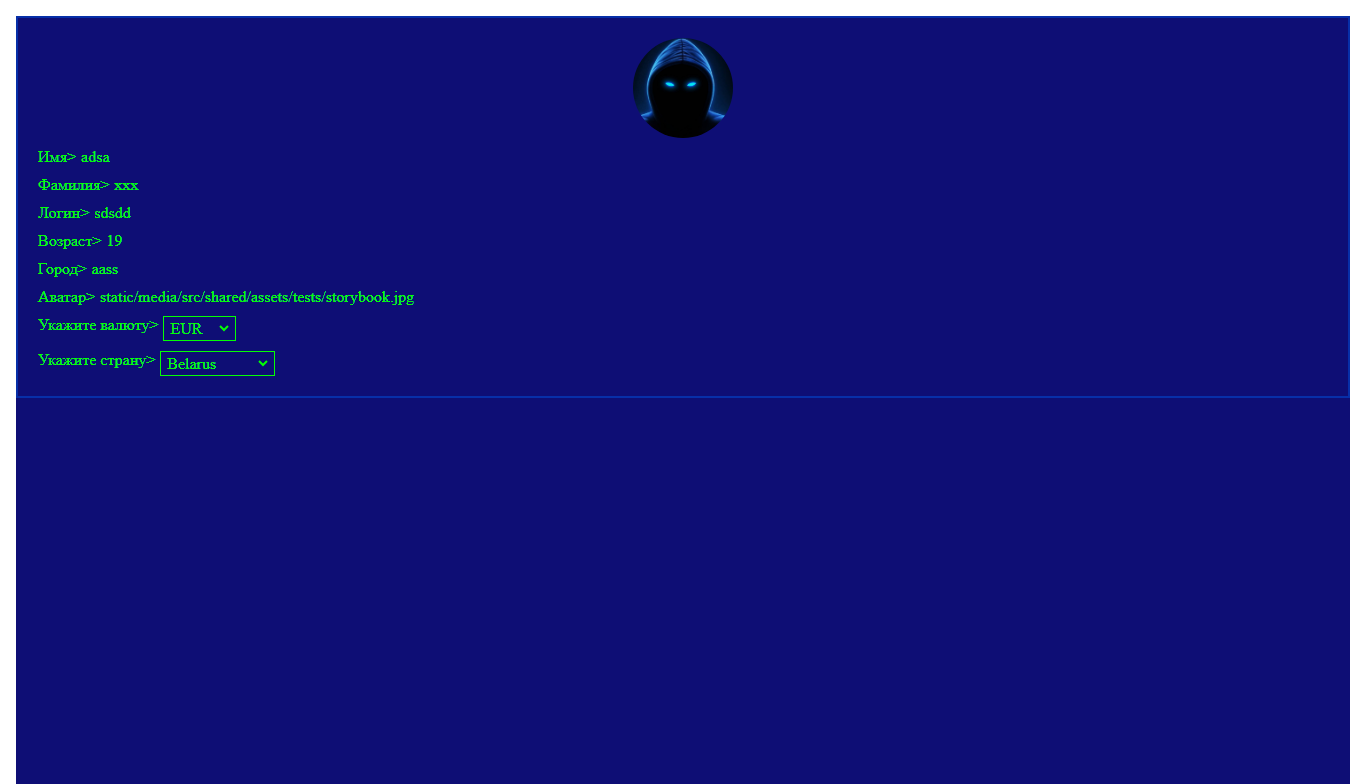 Имя> adsa
Фамилия> xxx
Логин> sdsdd
Возраст> 19
Город> aass
Аватар> static/media/src/shared/assets/tests/storybook.jpg
Укажите валюту> EUR
Укажите страну> Belarus